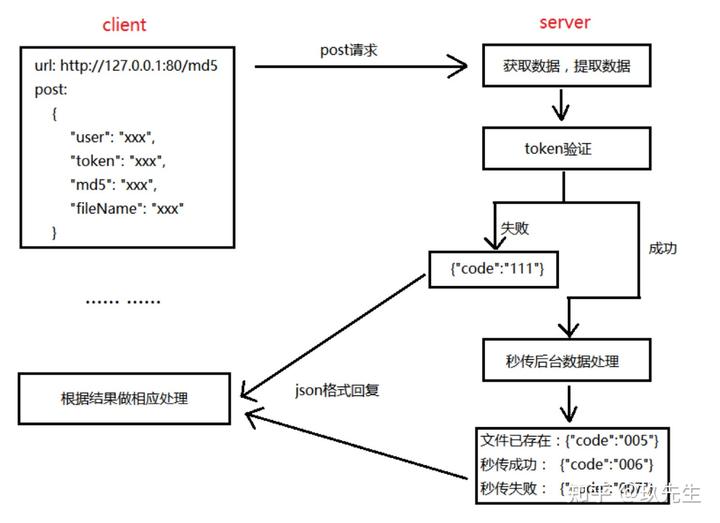 client
server
url: http://127.0.0.1:80/md5
post:
{
"user": "xxx",
"token": "xxx",
"md5": "xxx",
"fileName": "xxx"
}
post请求
获取数据，提取数据
token验证
失败
成功
{"code":"111"}
...... ......
秒传后台数据处理
根据结果做相应处理
json格式回复
文件已存在：{"code":"005"}
秒传成功： {"code":"006"}
秒传失败： {"code":"007"}
知乎 @玖先生